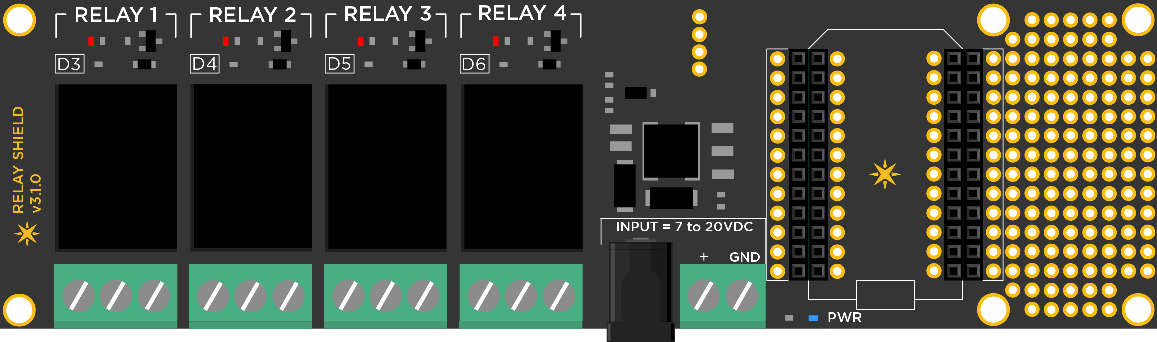 RELAY 1
RELAY 2
RELAY 3
RELAY 4
D3
D4
D5
D6
RELAY SHIELD
v3.1.0
INPUT = 7 to 20VDC
+ GND
PWR